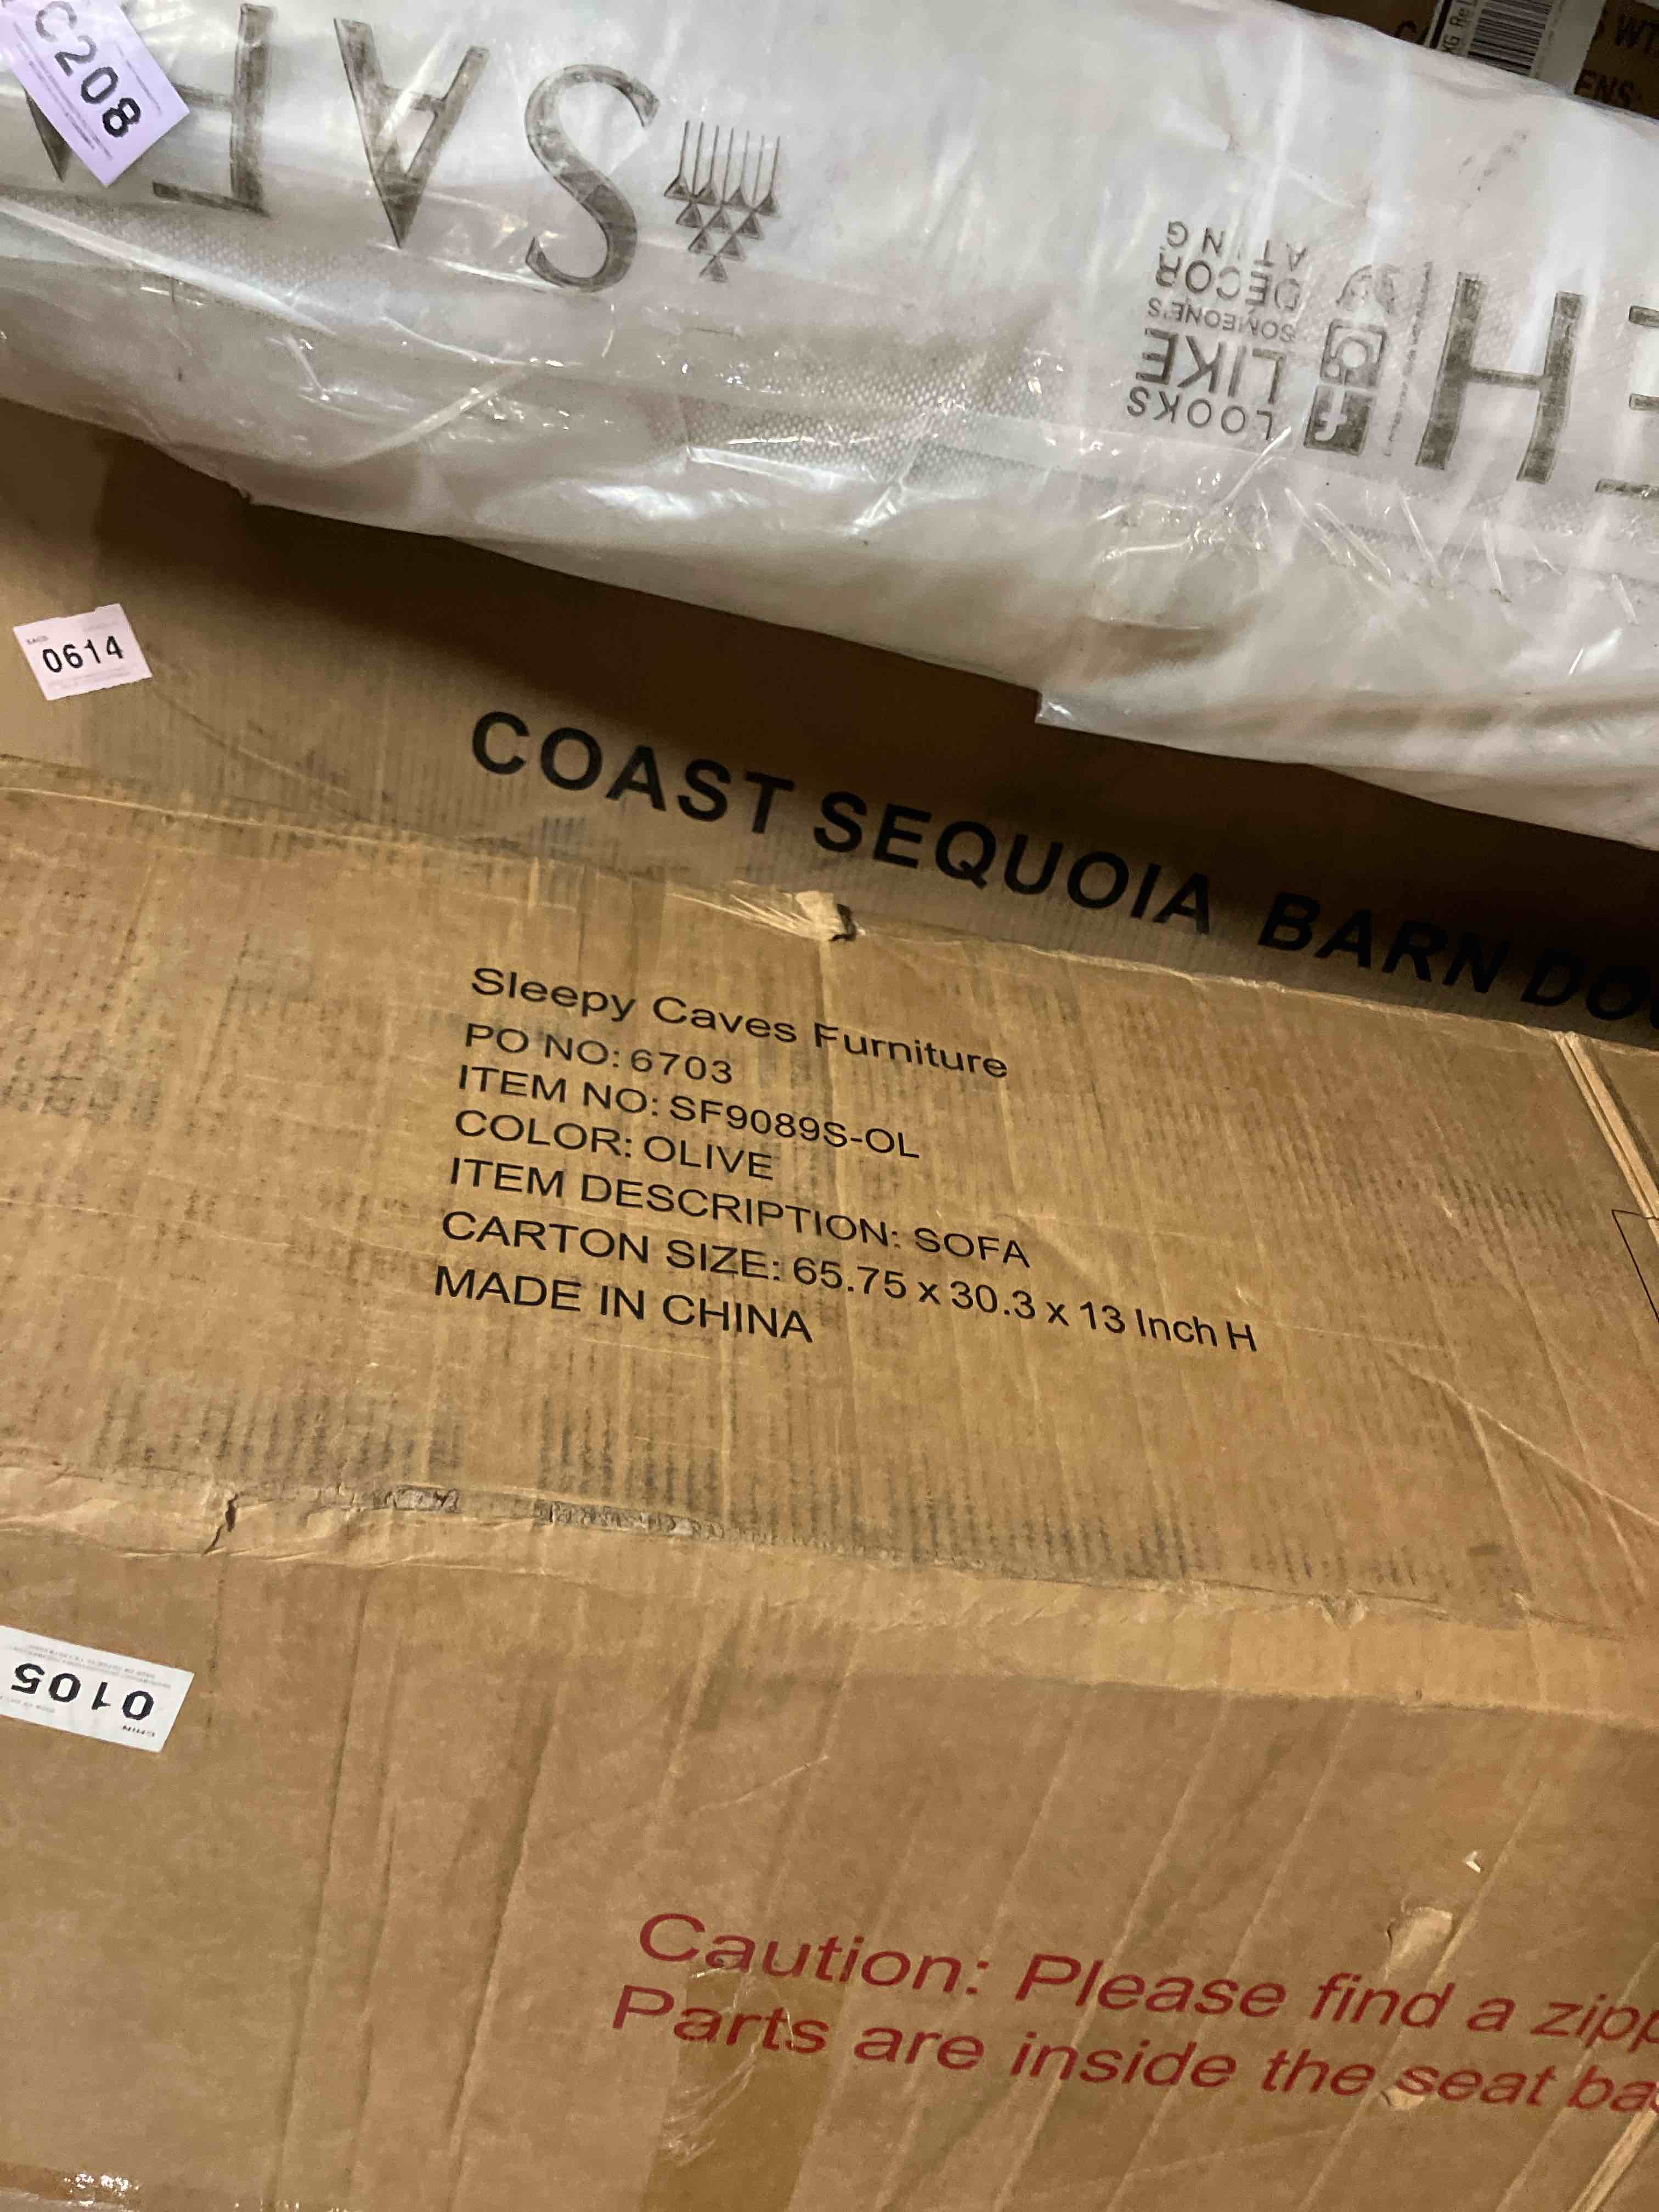 C208
SAF
LOOKS
LIKE
SOMEONE'S
DECOR
ATING
H
0614
COAST SEQUOIA BARN DO
Sleepy Caves Furniture
PO NO: 6703
ITEM NO: SF9089S-OL
COLOR: OLIVE
ITEM DESCRIPTION: SOFA
CARTON SIZE: 65.75 x 30.3 x 13 Inch H
MADE IN CHINA
0105
Caution: Please find a zipp
Parts are inside the seat ba